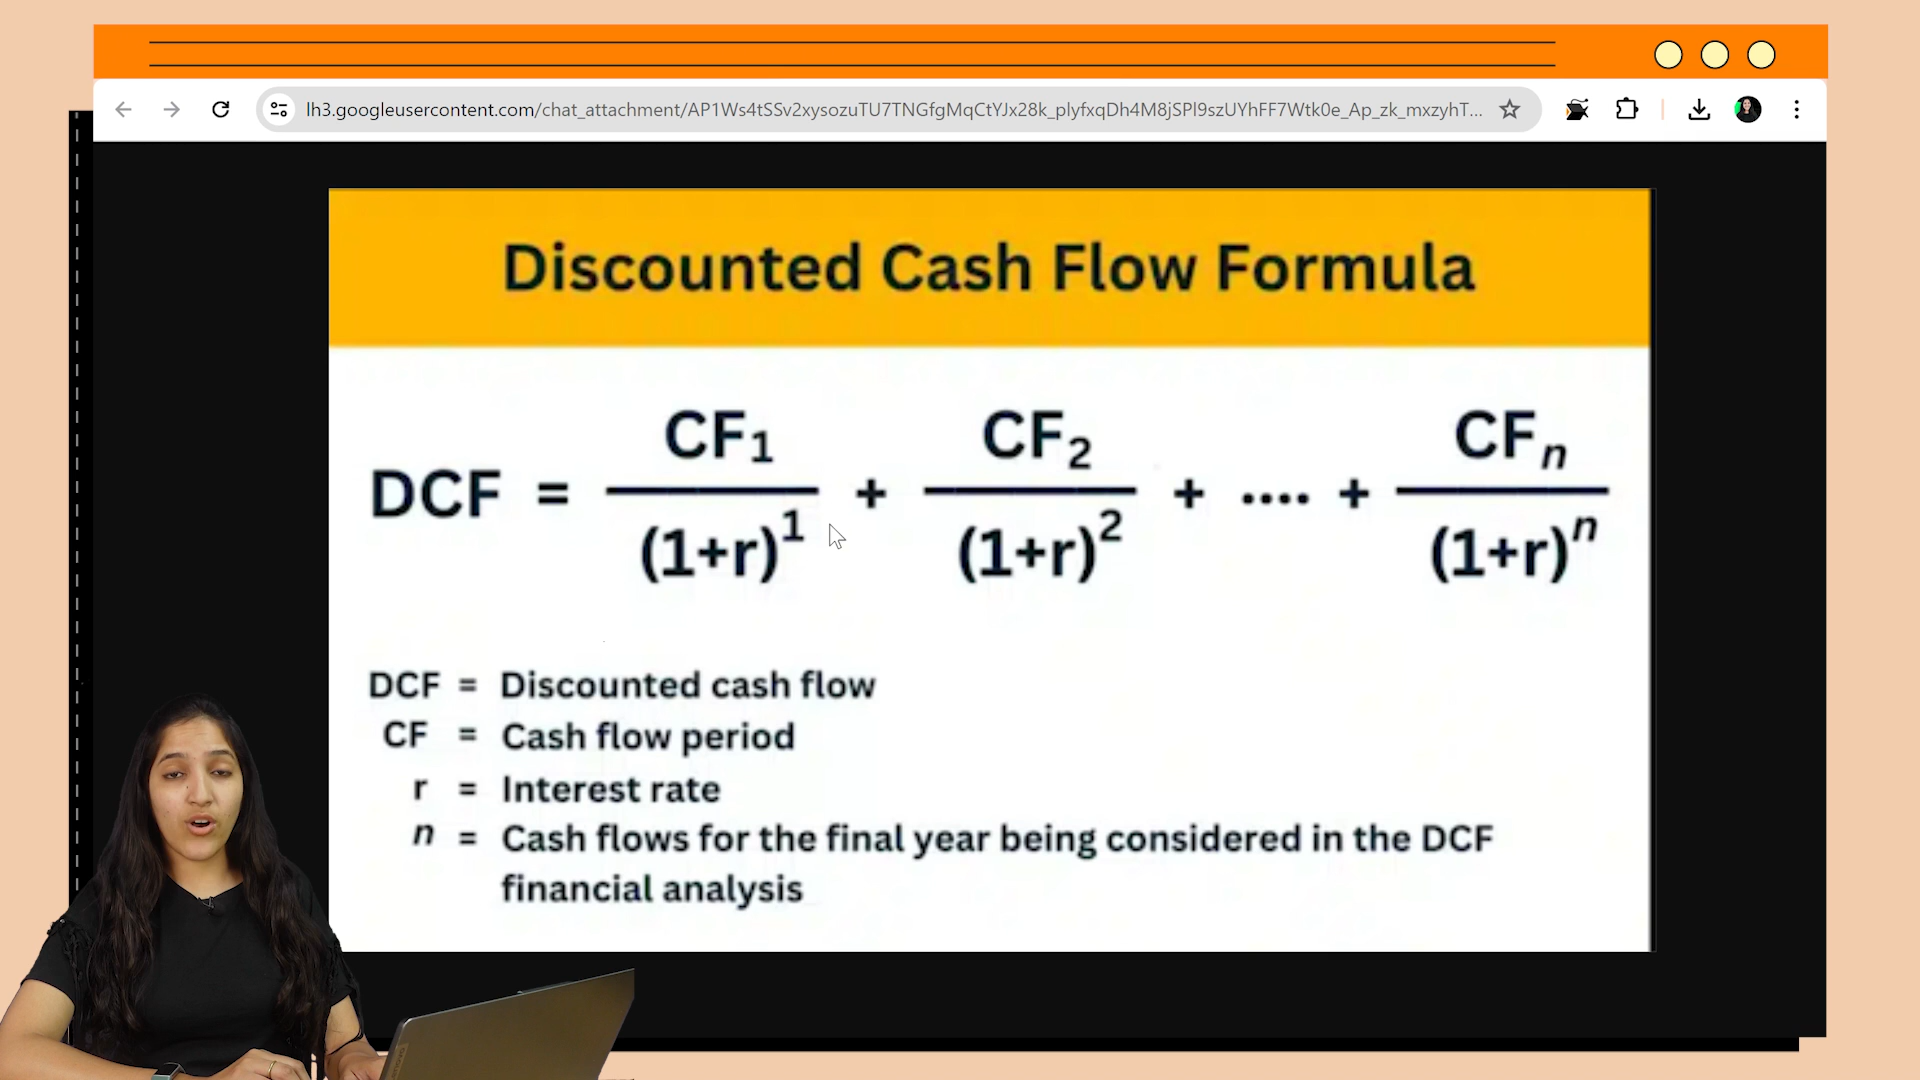 lh3.googleusercontent.com/chat_attachment/AP1Ws4tSSv2xysozuTU7TNGfgMqCtYJx28k_plyfxqDh4M8jSPl9szUYhFF7Wtk0e_Ap_zk_mxzyhT...
Discounted Cash Flow Formula
DCF = CF₁ / (1+r)¹ + CF₂ / (1+r)² + .... + CFₙ / (1+r)ⁿ
DCF = Discounted cash flow
CF = Cash flow period
r = Interest rate
n = Cash flows for the final year being considered in the DCF
financial analysis